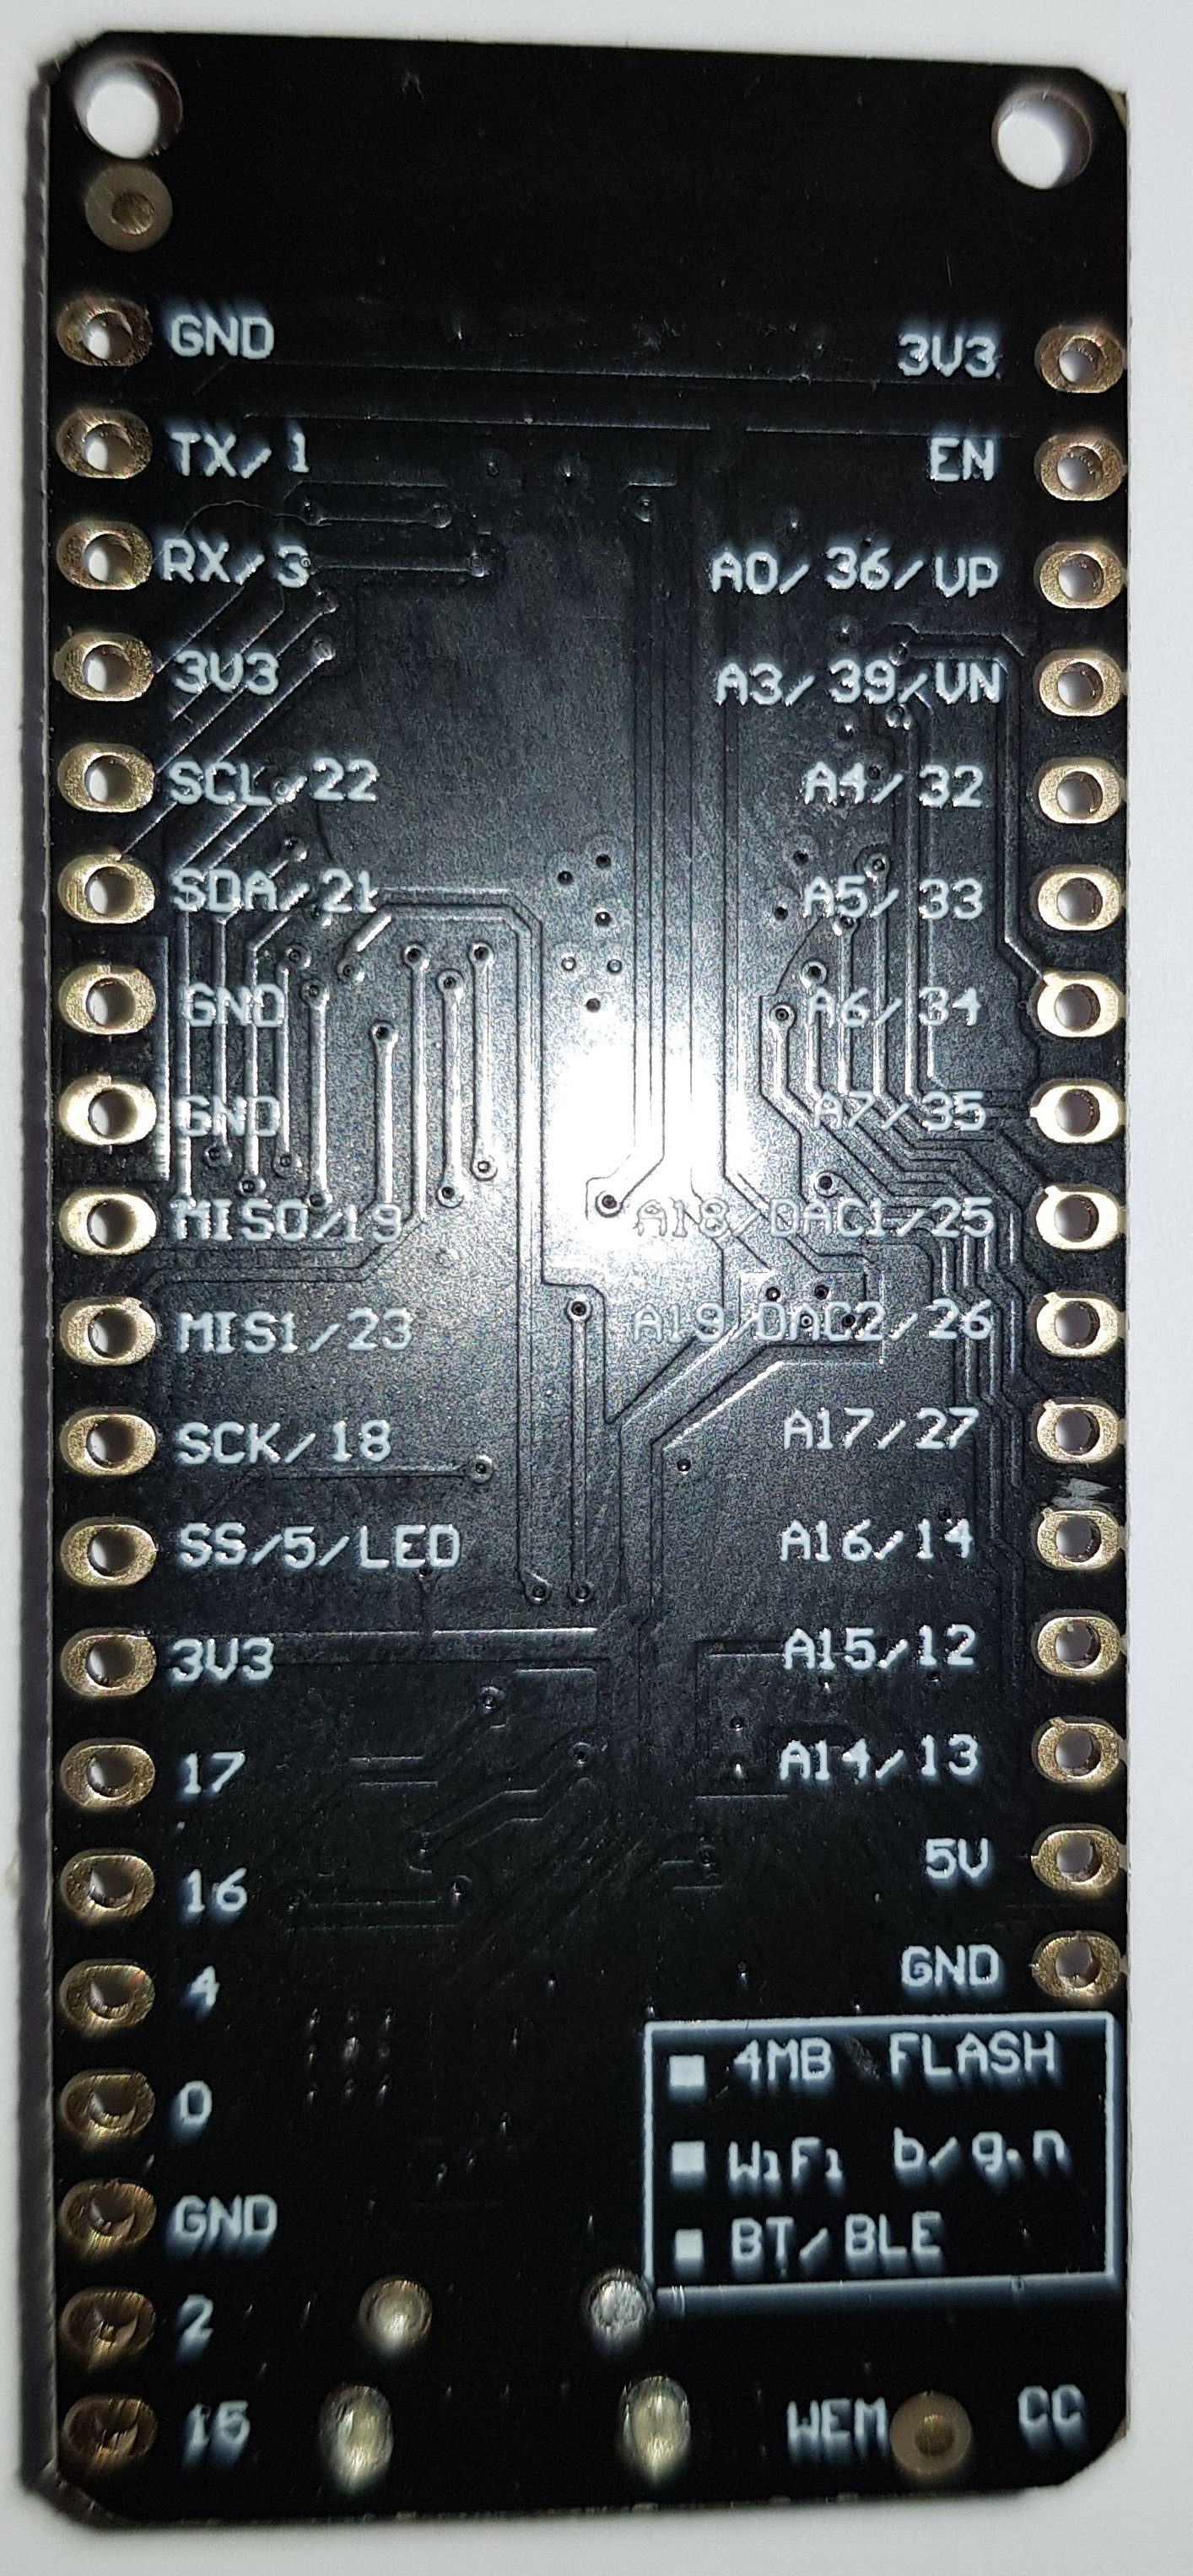 GND
TX/1
RX/3
3V3
SCL/22
SDA/21
GND
GND
MISO/19
MIS1/23
SCK/18
SS/5/LED
3V3
17
16
4
0
GND
2
15
3V3
EN
A0/36/VP
A3/39/VN
A4/32
A5/33
A6/34
A7/35
A18/DAC1/25
A19/DAC2/26
A17/27
A16/14
A15/12
A14/13
5V
GND
4MB FLASH
WiFi b/g.n
BT/BLE
WEM CC